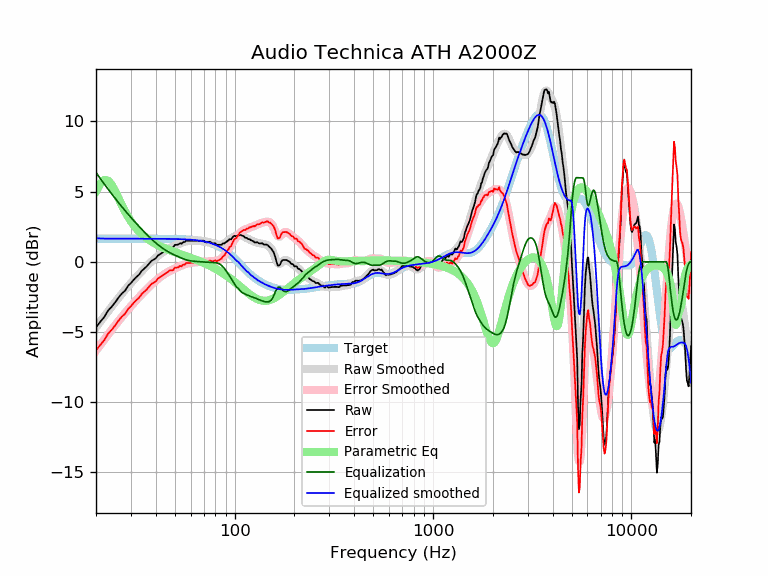 Audio Technica ATH A2000Z
10
5
0
−5
−10
−15
Amplitude (dBr)
Target
Raw Smoothed
Error Smoothed
Raw
Error
Parametric Eq
Equalization
Equalized smoothed
100
1000
10000
Frequency (Hz)